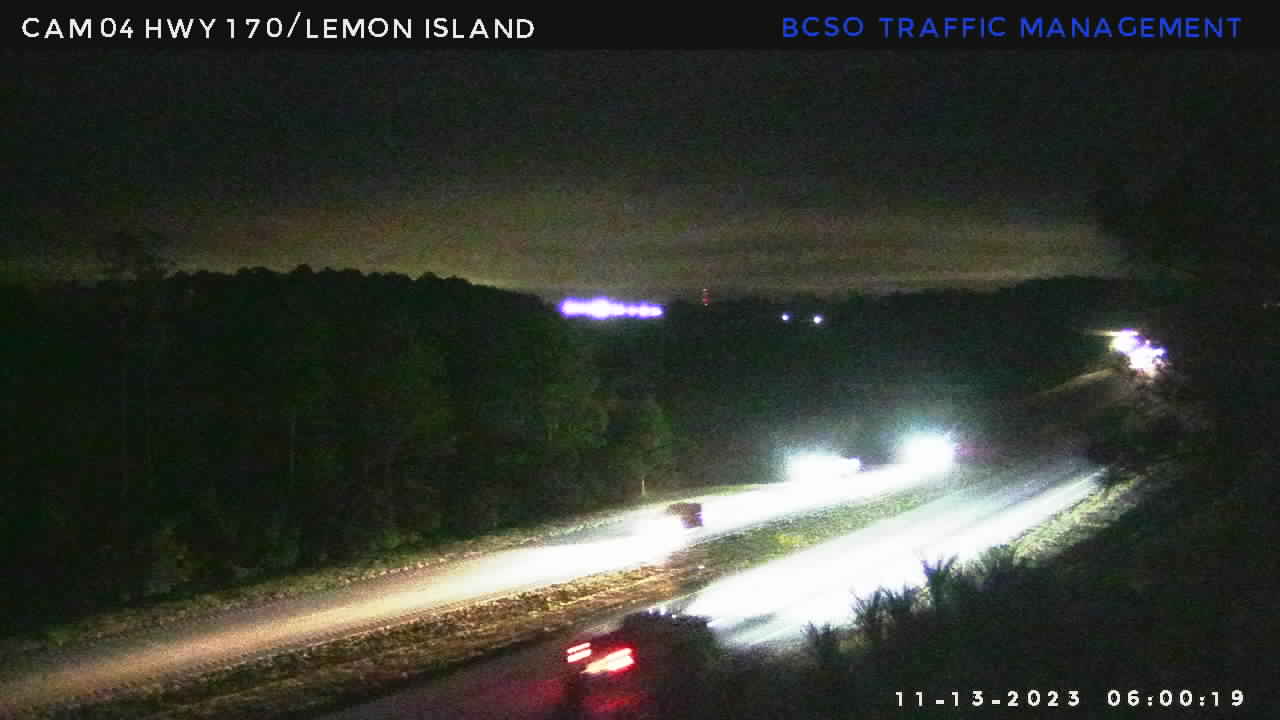 CAM04 HWY170/LEMON ISLAND
BCSO TRAFFIC MANAGEMENT
11-13-2023 06:00:19